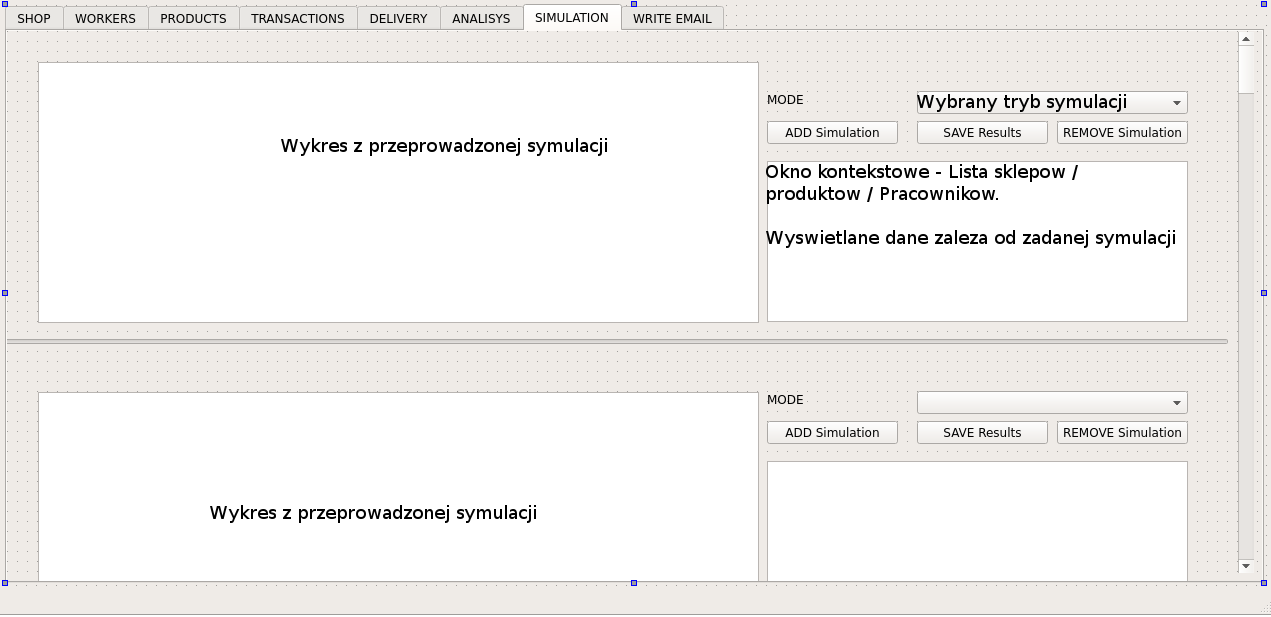 SHOP WORKERS PRODUCTS TRANSACTIONS DELIVERY ANALISYS SIMULATION WRITE EMAIL
MODE Wybrany tryb symulacji
ADD Simulation SAVE Results REMOVE Simulation
Wykres z przeprowadzonej symulacji
Okno kontekstowe - Lista sklepow /
produktow / Pracownikow.
Wyswietlane dane zaleza od zadanej symulacji
MODE
ADD Simulation SAVE Results REMOVE Simulation
Wykres z przeprowadzonej symulacji